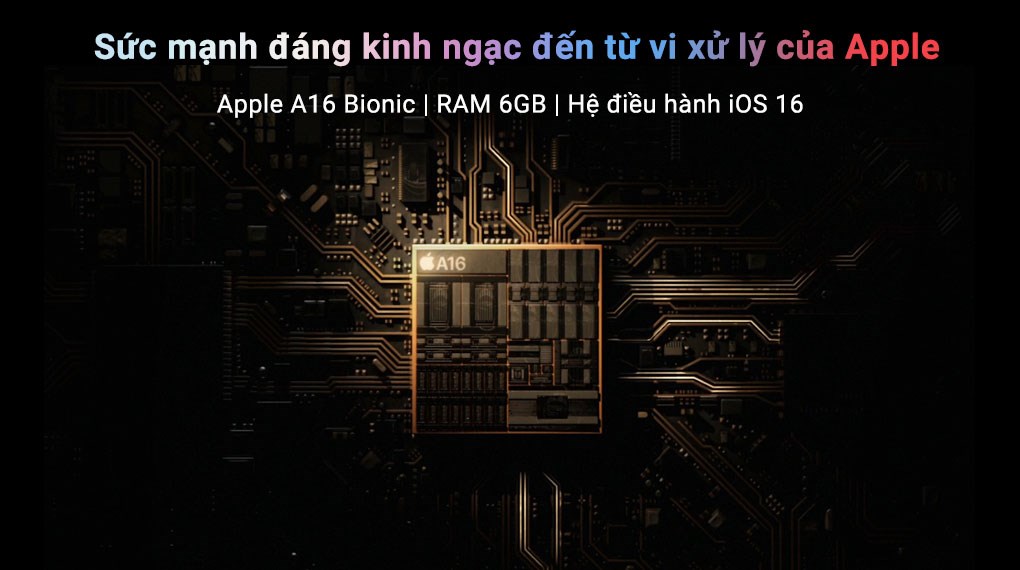 Sức mạnh đáng kinh ngạc đến từ vi xử lý của Apple
Apple A16 Bionic | RAM 6GB | Hệ điều hành iOS 16
A16